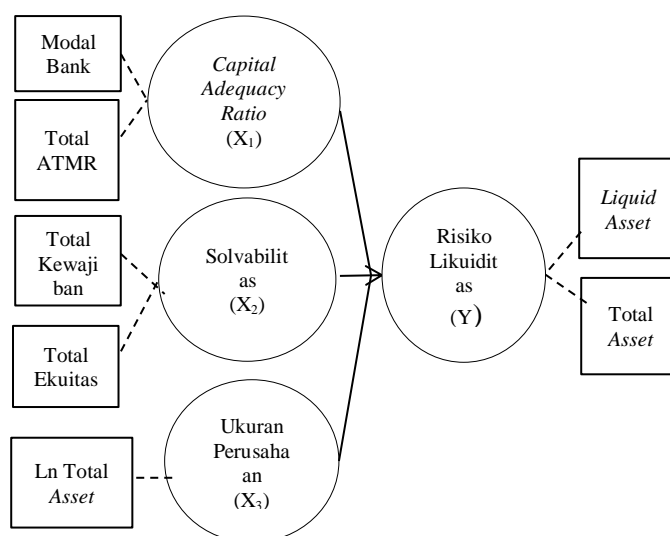 Modal
Bank
Total
ATMR
Capital
Adequacy
Ratio
(X1)
Total
Kewaji
ban
Total
Ekuitas
Solvabilit
as
(X2)
Ln Total
Asset
Ukuran
Perusaha
an
(X3)
Risiko
Likuidit
as
(Y)
Liquid
Asset
Total
Asset